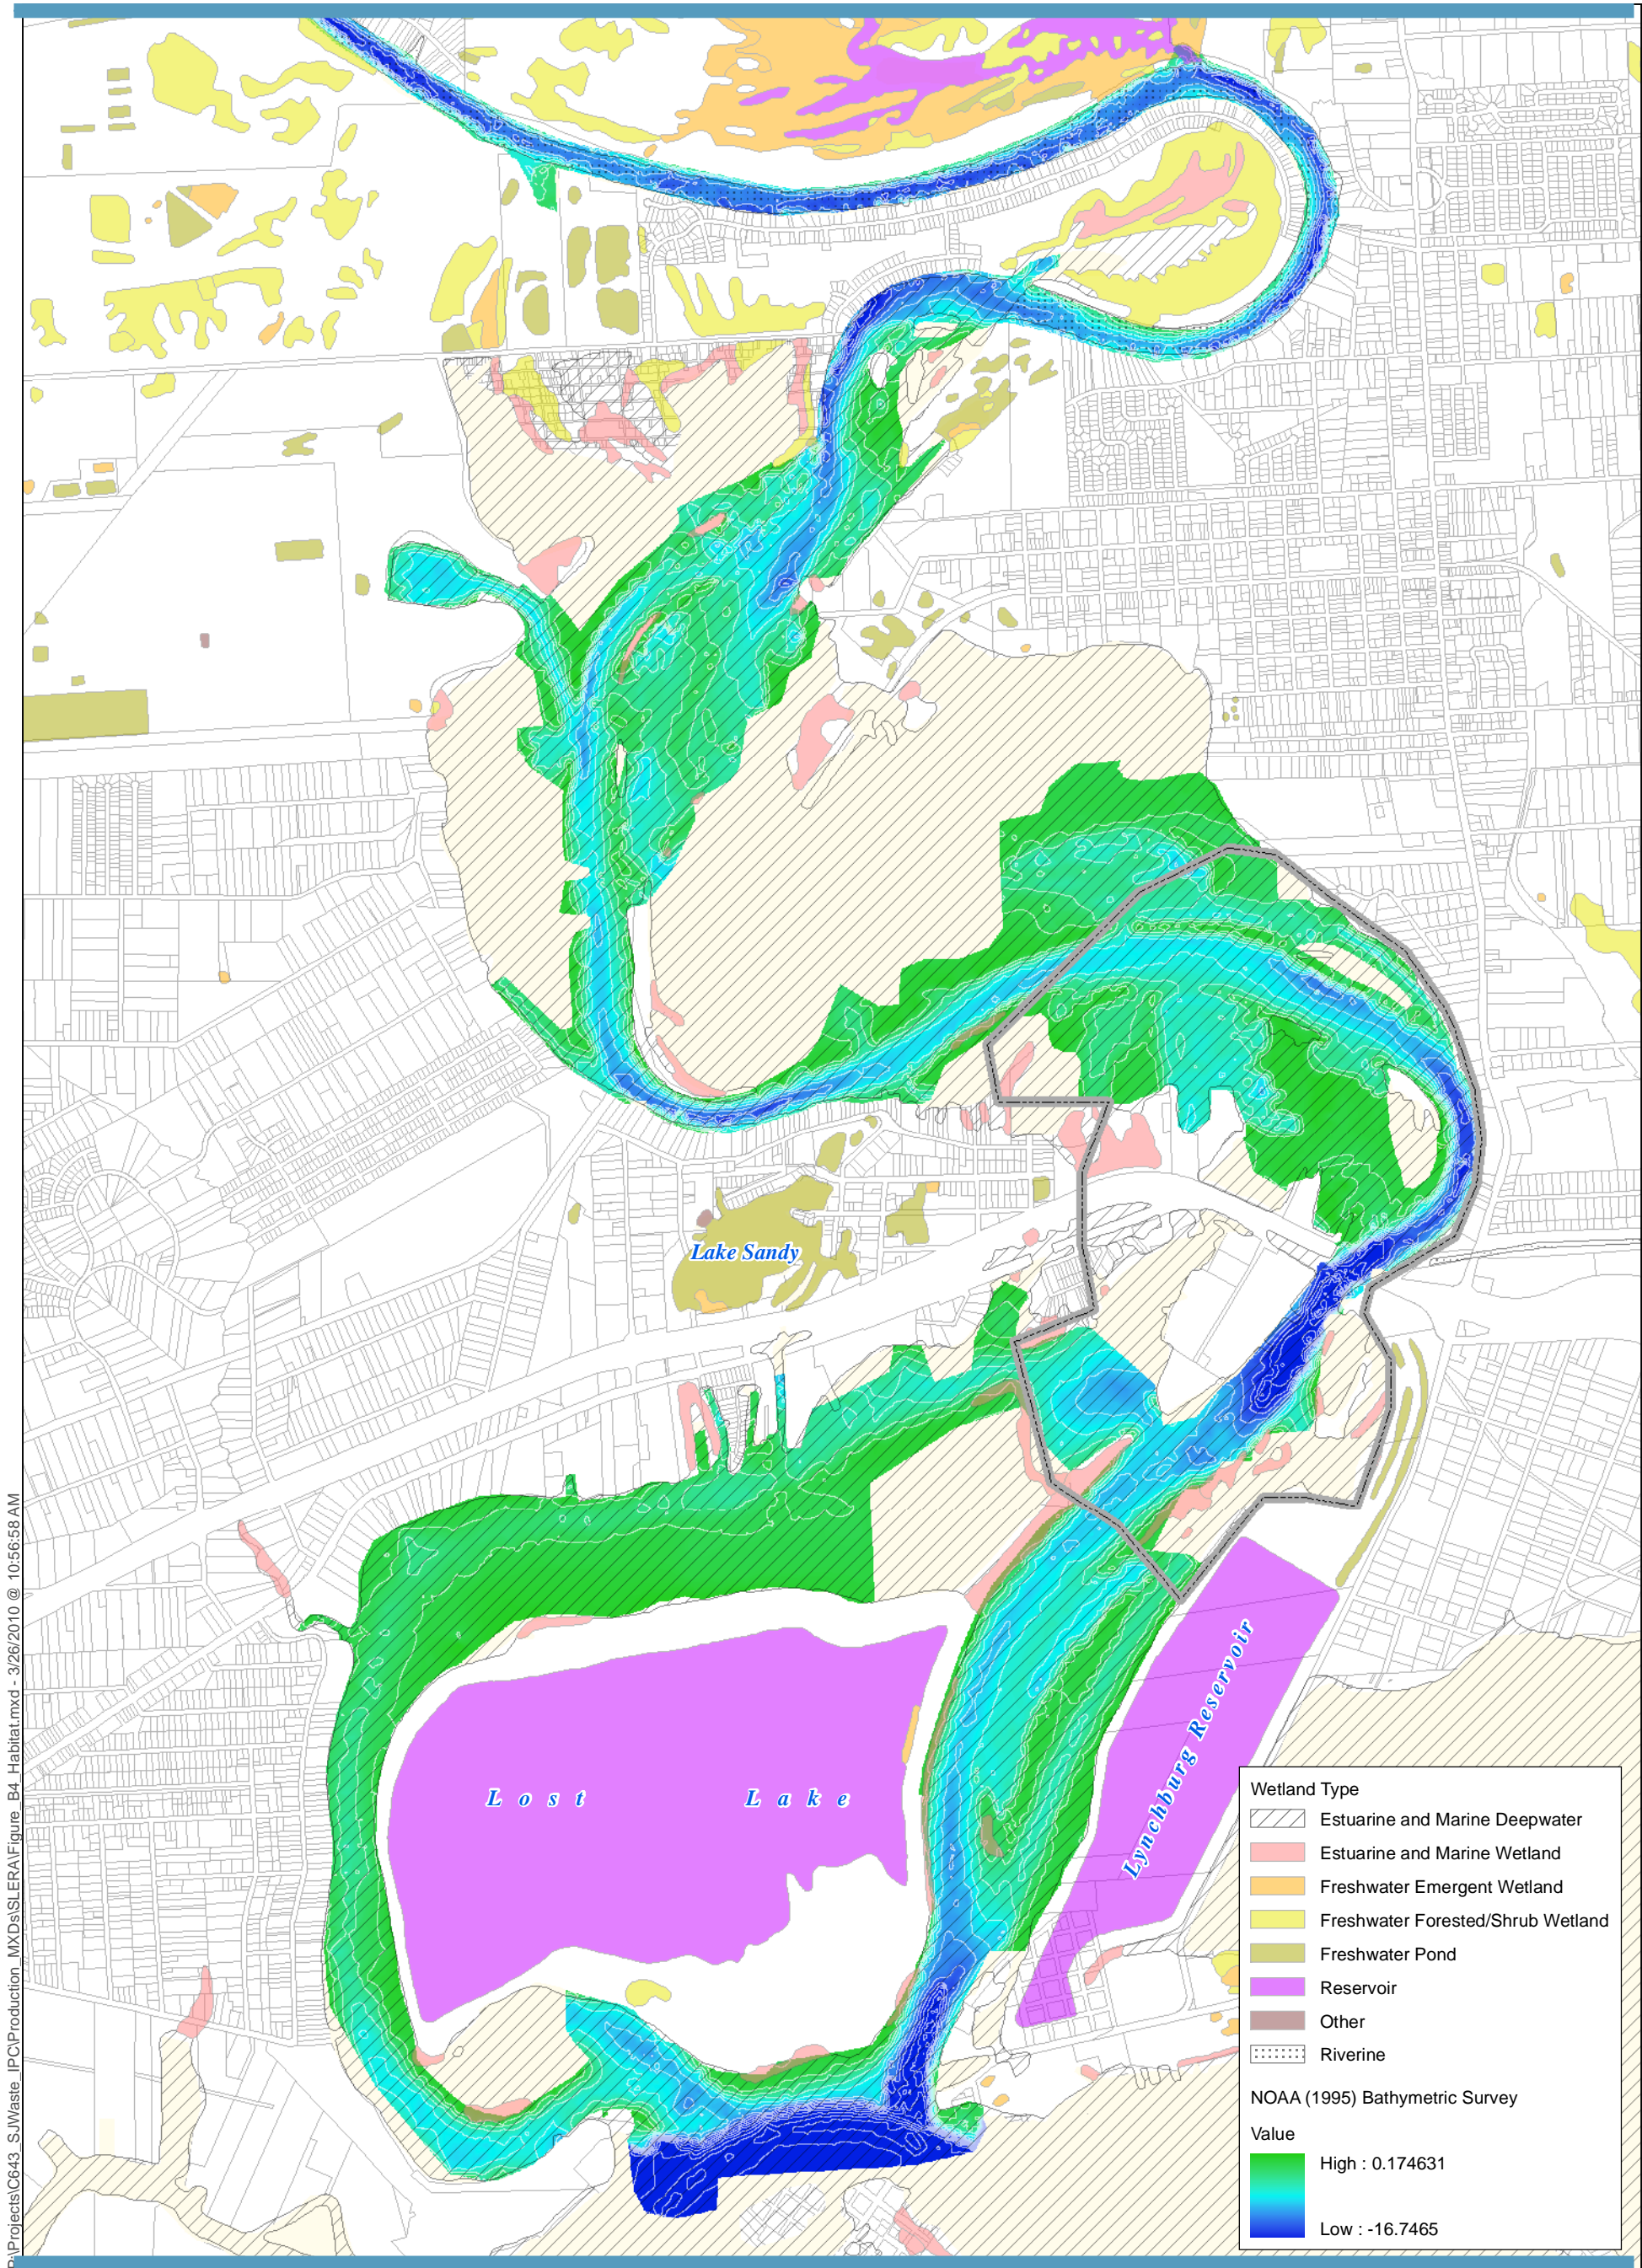 Lake Sandy
Lost Lake
Lynchburg Reservoir
Wetland Type
Estuarine and Marine Deepwater
Estuarine and Marine Wetland
Freshwater Emergent Wetland
Freshwater Forested/Shrub Wetland
Freshwater Pond
Reservoir
Other
Riverine
NOAA (1995) Bathymetric Survey
Value
High : 0.174631
Low : -16.7465
\Projects\C643_SJWaste_IPC\Production_MXDs\SLERA\Figure_B4_Habitat.mxd - 3/26/2010 @ 10:56:58 AM